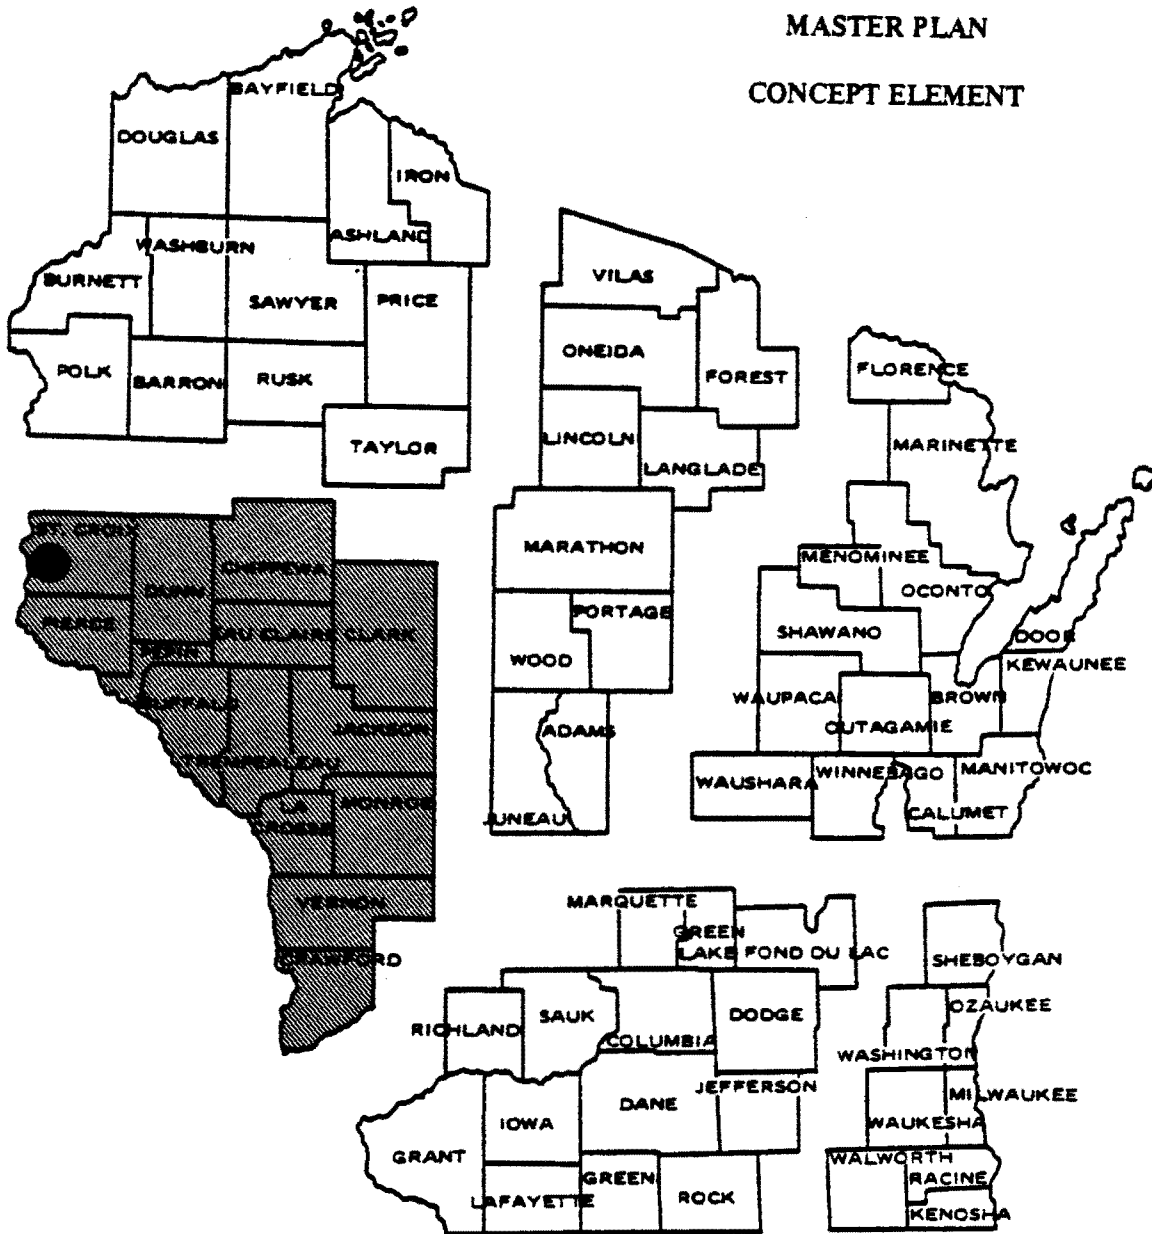 MASTER PLAN
CONCEPT ELEMENT
BAYFIELD
DOUGLAS
IRON
ASHLAND
WASHBURN
BURNETT
SAWYER
PRICE
POLK
BARRON
RUSK
TAYLOR
VILAS
ONEIDA
FOREST
LINCOLN
LANGLADE
MARATHON
PORTAGE
WOOD
ADAMS
JUNEAU
FLORENCE
MARINETTE
MENOMINEE
OCONTO
SHAWANO
DOOR
KEWAUNEE
WAUPACA
BROWN
OUTAGAMIE
WAUSHARA
WINNEBAGO
MANITOWOC
CALUMET
ST. CROIX
CHIPPEWA
DUNN
PIERCE
EAU CLAIRE
CLARK
PEPIN
BUFFALO
JACKSON
TREMPEALEAU
LA
CROSSE
MONROE
VERNON
CRAWFORD
MARQUETTE
GREEN
LAKE
FOND DU LAC
SAUK
RICHLAND
COLUMBIA
DODGE
JEFFERSON
DANE
IOWA
GRANT
LAFAYETTE
GREEN
ROCK
SHEBOYGAN
OZAUKEE
WASHINGTON
MILWAUKEE
WAUKESHA
WALWORTH
RACINE
KENOSHA